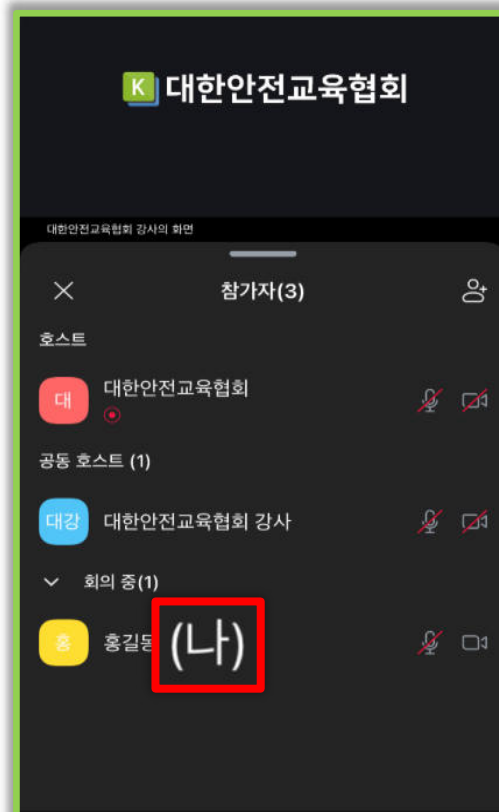 K 대한안전교육협회
대한안전교육협회 강사의 화면
참가자(3)
호스트
대 대한안전교육협회
공동 호스트 (1)
대강 대한안전교육협회 강사
회의 중(1)
홍 홍길동 (나)